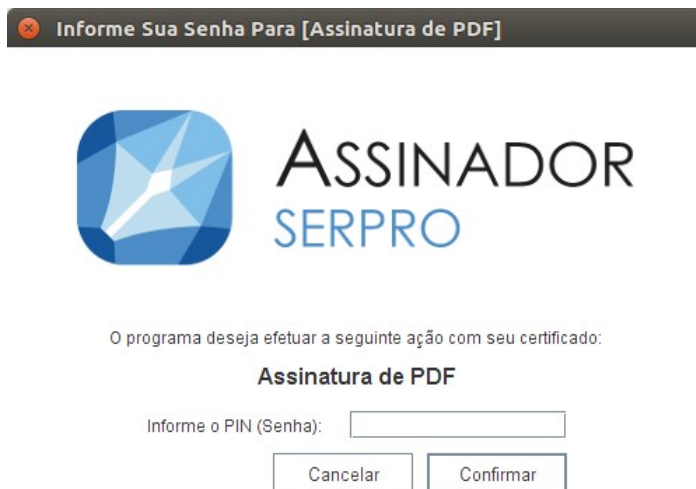 Informe Sua Senha Para [Assinatura de PDF]
ASSINADOR
SERPRO
O programa deseja efetuar a seguinte ação com seu certificado:
Assinatura de PDF
Informe o PIN (Senha):
Cancelar Confirmar